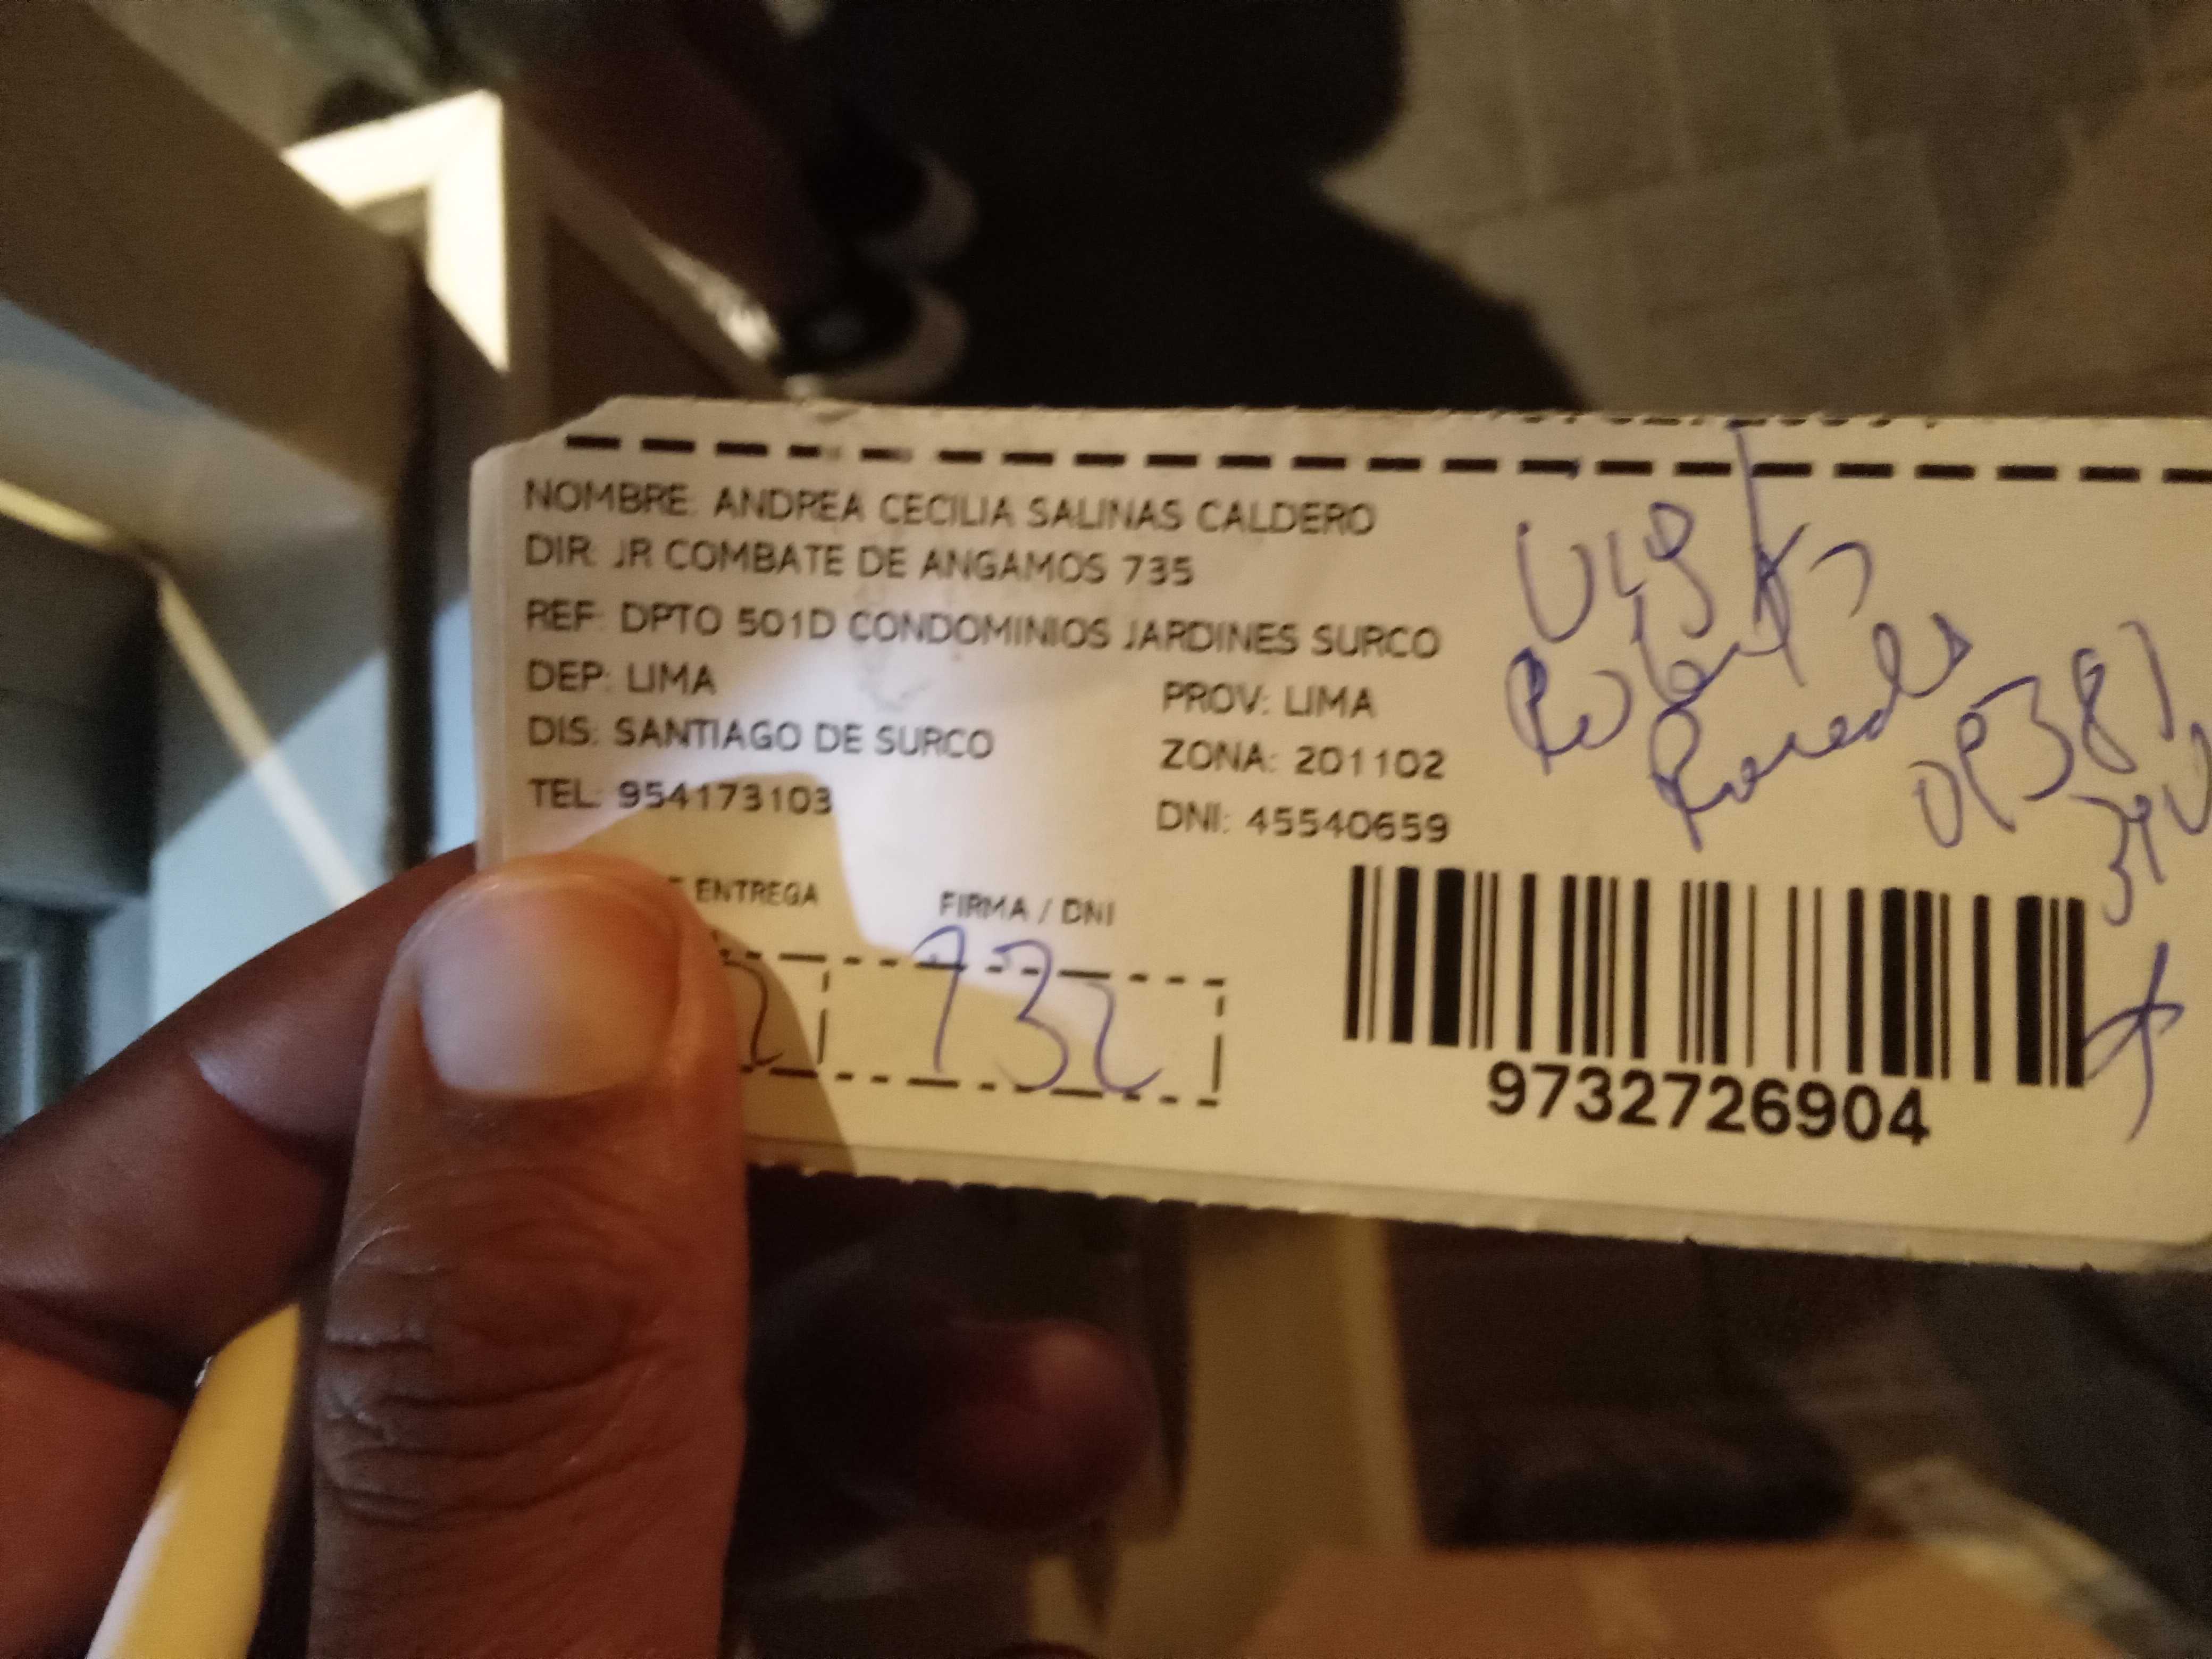 NOMBRE: ANDREA CECILIA SALINAS CALDERO
DIR: JR COMBATE DE ANGAMOS 735
REF: DPTO 501D CONDOMINIOS JARDINES SURCO
DEP: LIMA
PROV: LIMA
DIS: SANTIAGO DE SURCO
ZONA: 201102
TEL: 954173103
DNI: 45540659
ENTREGA
FIRMA / DNI
732
9732726904